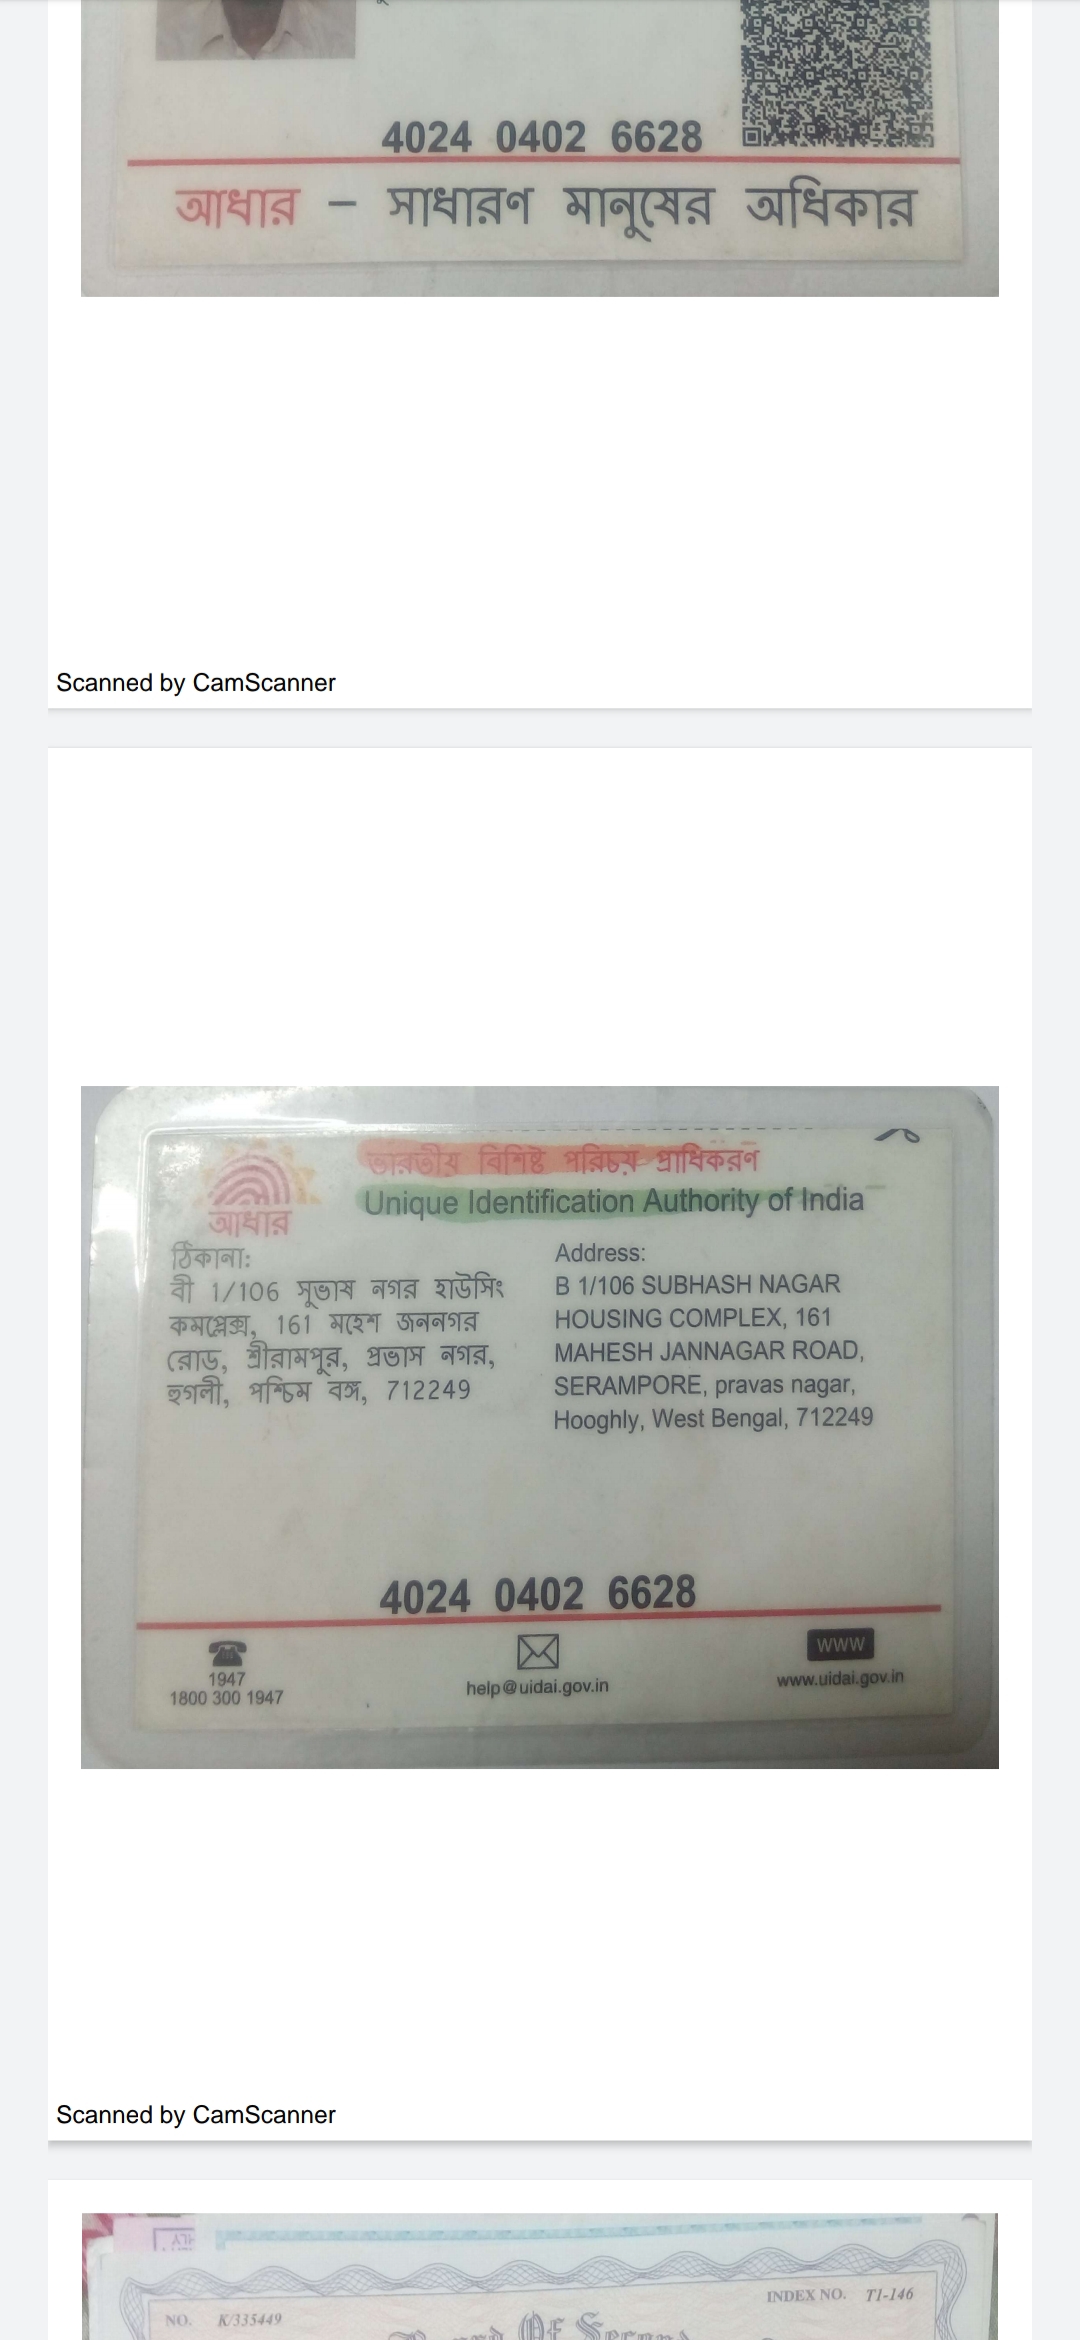 4024 0402 6628
আধার – সাধারণ মানুষের অধিকার
Scanned by CamScanner
ভারতীয় বিশিষ্ট পরিচয় প্রাধিকরণ
Unique Identification Authority of India
আধার
ঠিকানা:
বী 1/106 সুভাষ নগর হাউসিং
কমপ্লেক্স, 161 মহেশ জননগর
রোড, শ্রীরামপুর, প্রভাস নগর,
হুগলী, পশ্চিম বঙ্গ, 712249
Address:
B 1/106 SUBHASH NAGAR
HOUSING COMPLEX, 161
MAHESH JANNAGAR ROAD,
SERAMPORE, pravas nagar,
Hooghly, West Bengal, 712249
4024 0402 6628
1947
1800 300 1947
help@uidai.gov.in
www
www.uidai.gov.in
Scanned by CamScanner
INDEX NO. T1-146
NO. K/335449
Of